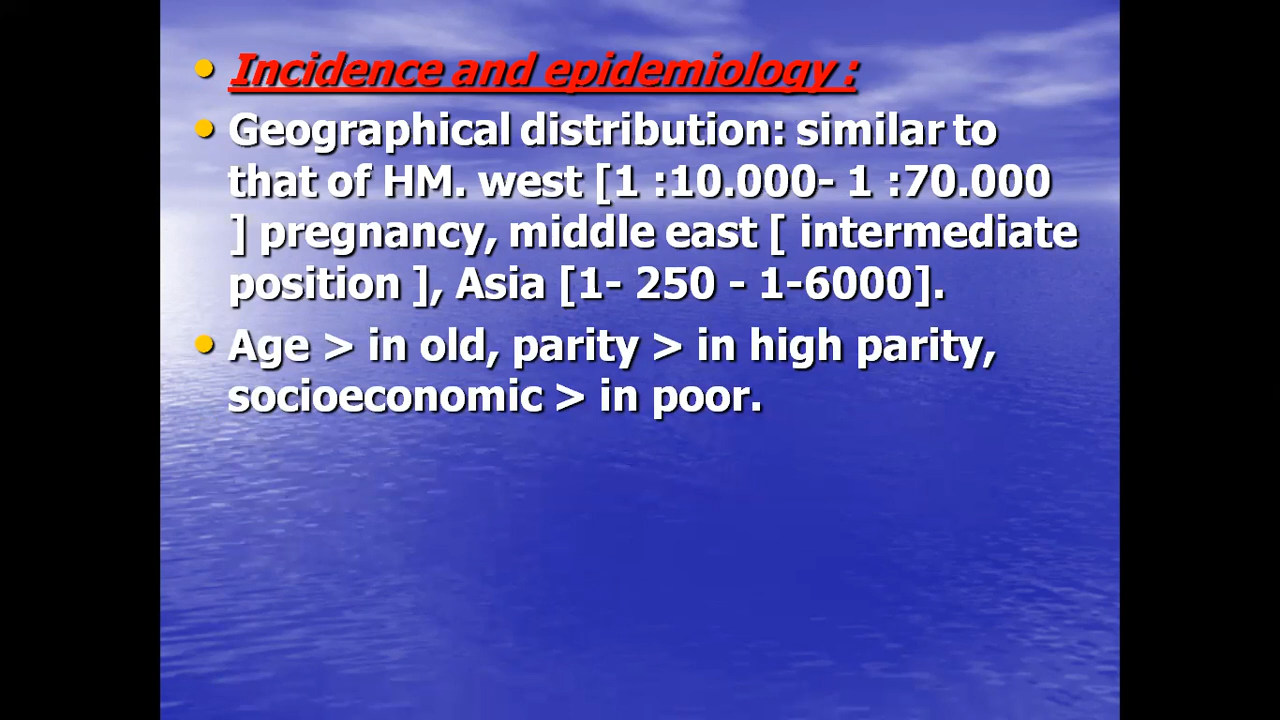 • Incidence and epidemiology :
• Geographical distribution: similar to
that of HM. west [1 :10.000- 1 :70.000
] pregnancy, middle east [ intermediate
position ], Asia [1- 250 - 1-6000].
• Age > in old, parity > in high parity,
socioeconomic > in poor.